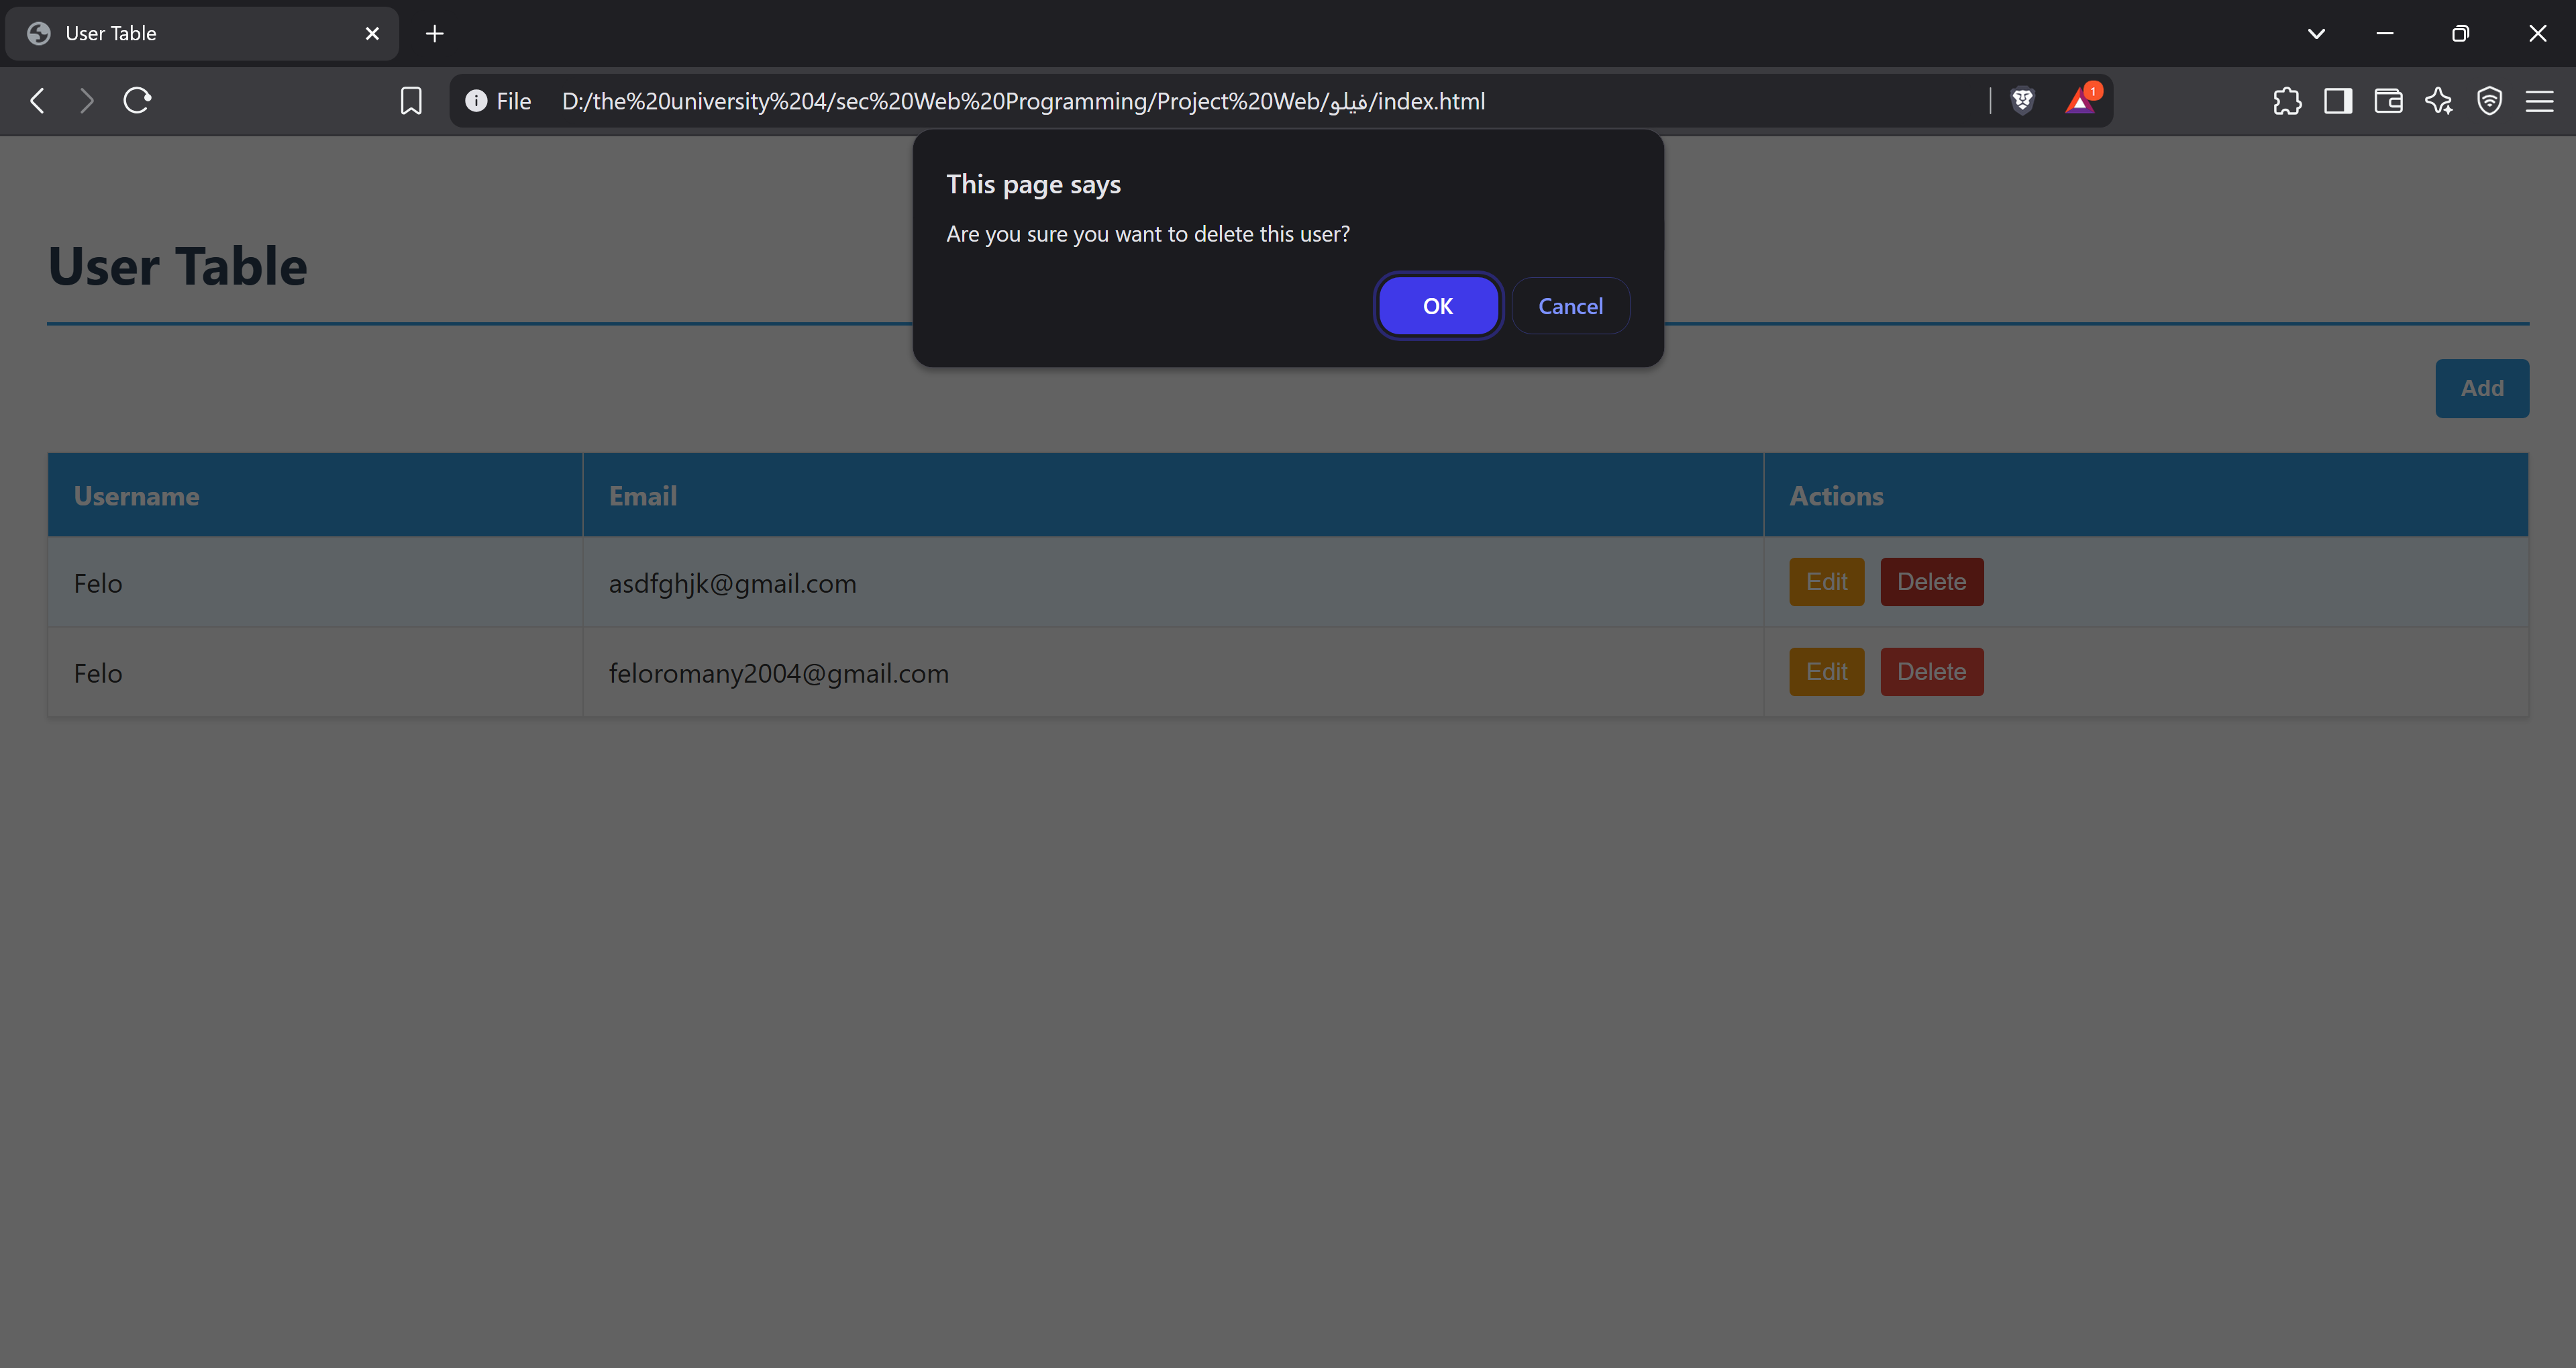 User Table
File D:/the%20university%204/sec%20Web%20Programming/Project%20Web/فيلو/index.html
1
This page says
Are you sure you want to delete this user?
OK Cancel
User Table
Add
Username Email Actions
Felo asdfghjk@gmail.com Edit Delete
Felo feloromany2004@gmail.com Edit Delete